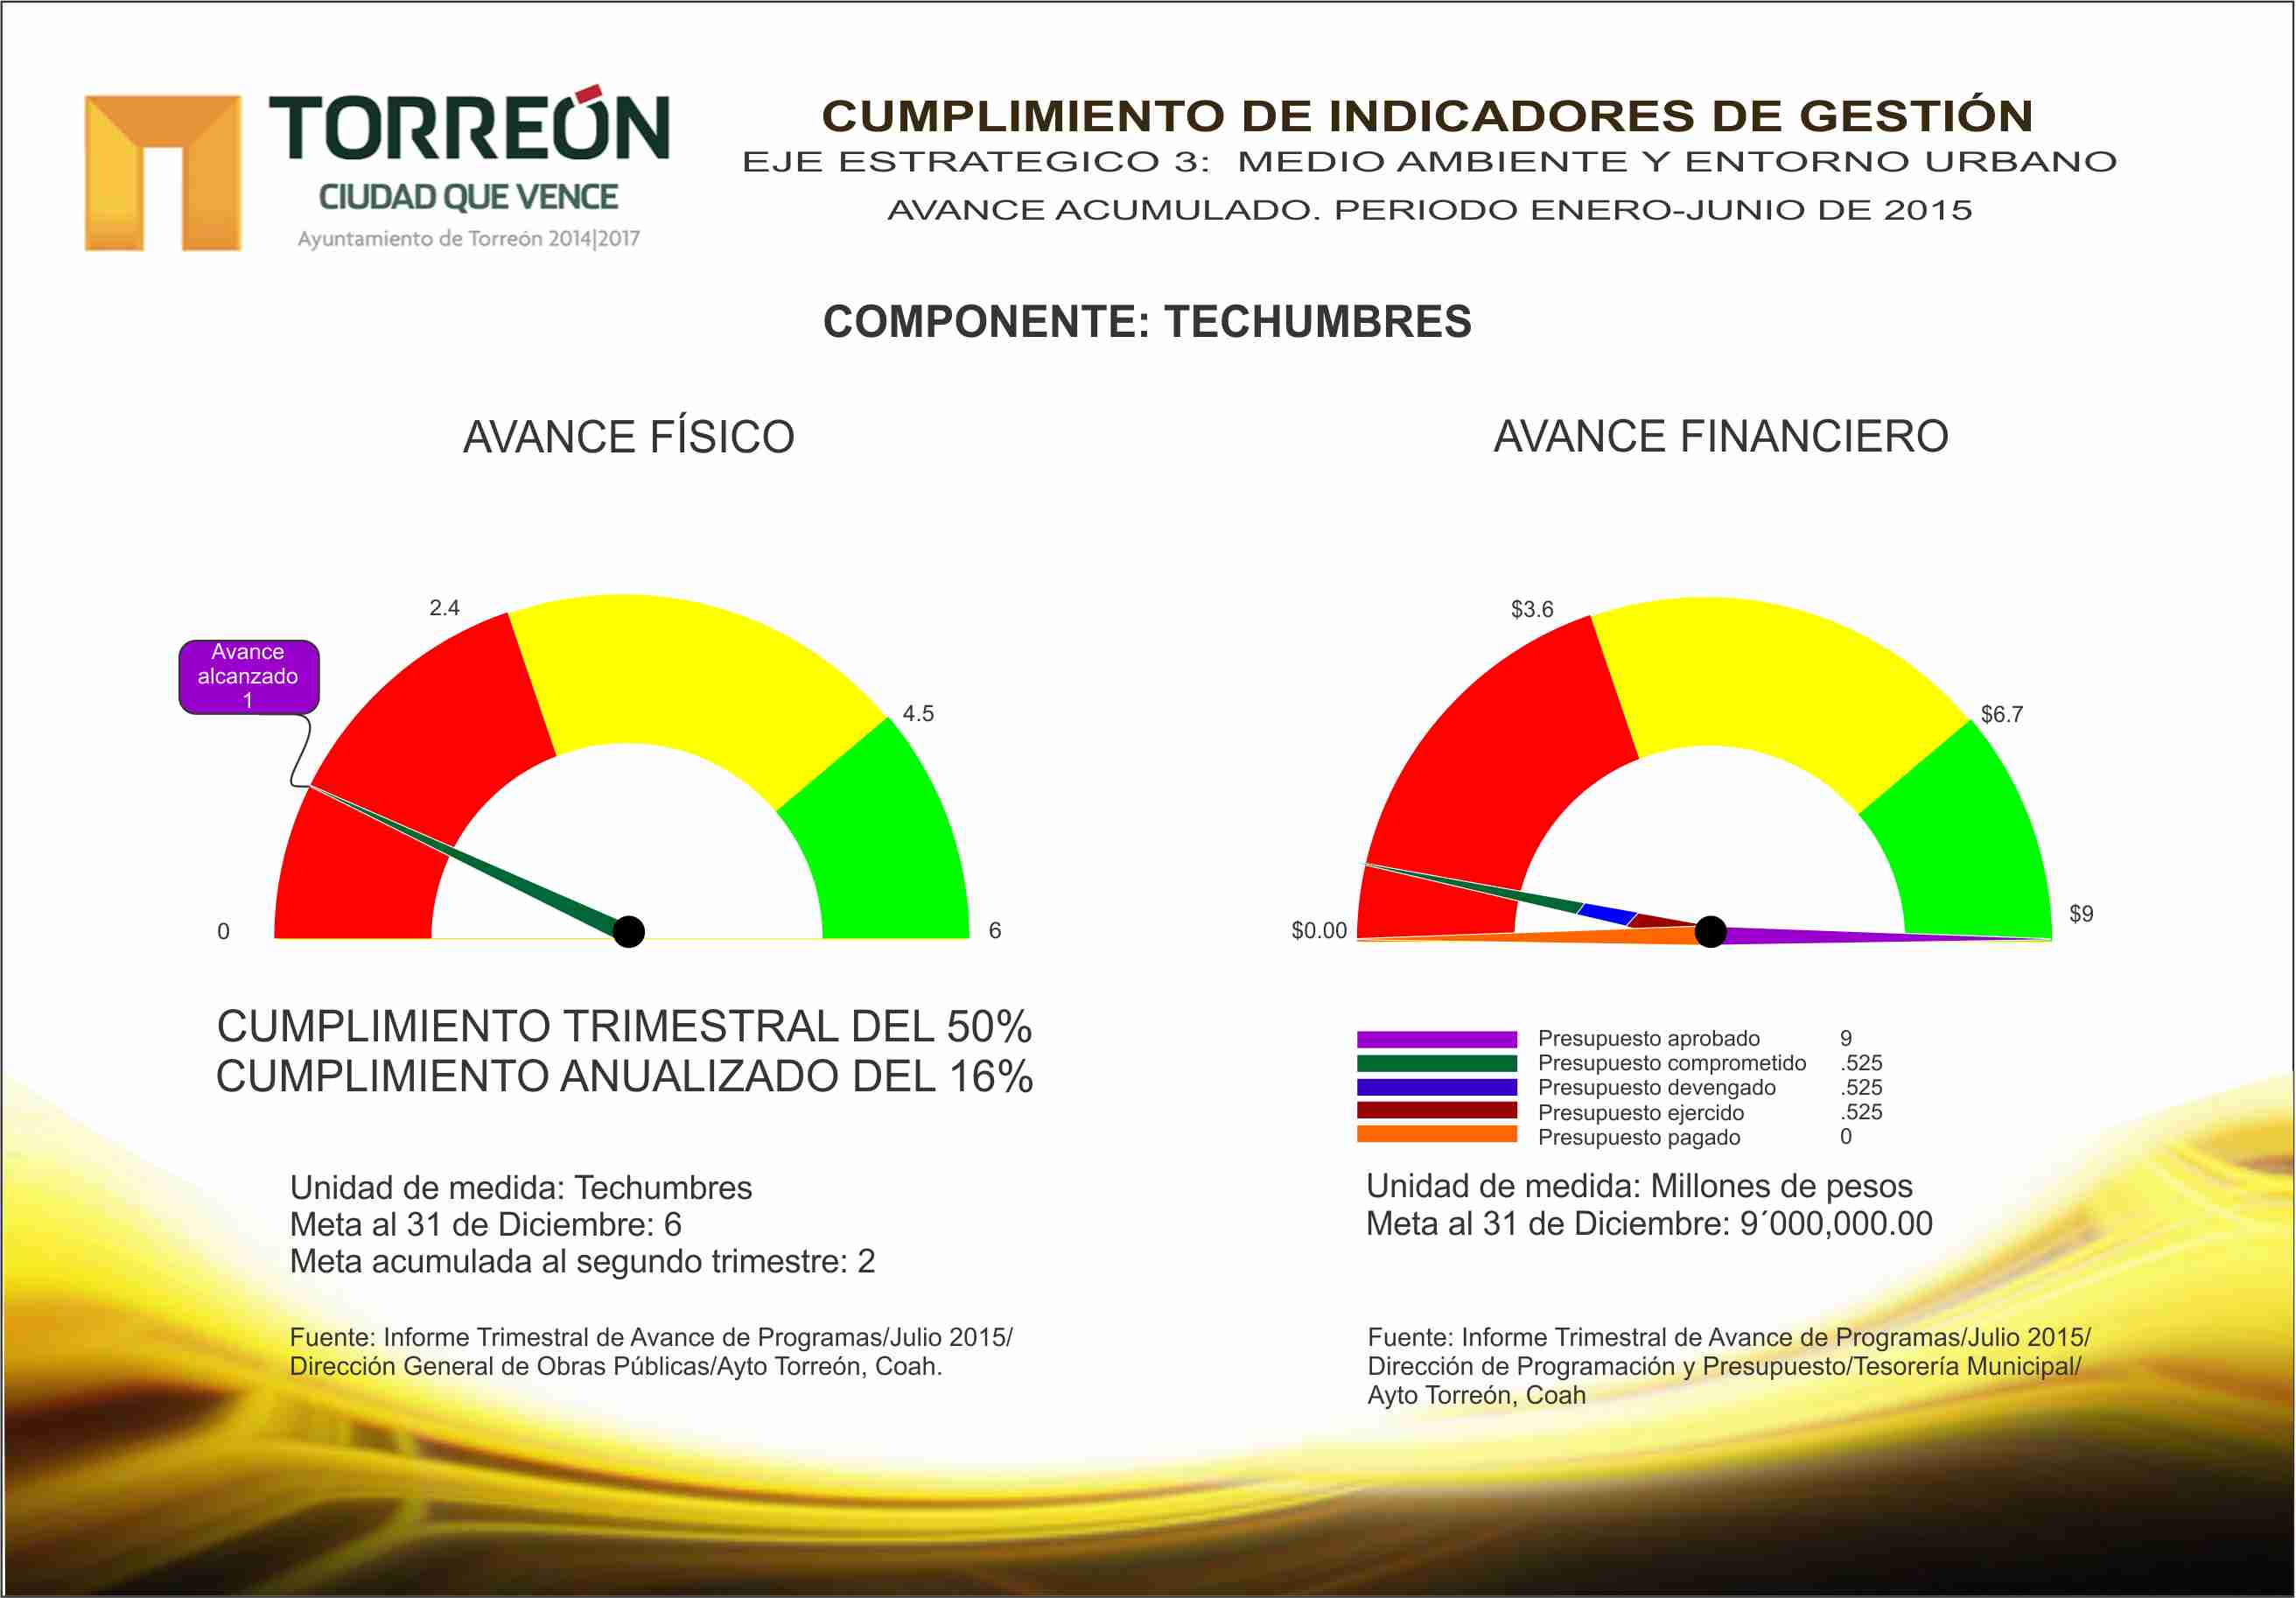 TORREÓN
CIUDAD QUE VENCE
Ayuntamiento de Torreón 2014|2017
CUMPLIMIENTO DE INDICADORES DE GESTIÓN
EJE ESTRATEGICO 3: MEDIO AMBIENTE Y ENTORNO URBANO
AVANCE ACUMULADO. PERIODO ENERO-JUNIO DE 2015
COMPONENTE: TECHUMBRES
AVANCE FÍSICO
2.4
Avance
alcanzado
1
4.5
0
6
CUMPLIMIENTO TRIMESTRAL DEL 50%
CUMPLIMIENTO ANUALIZADO DEL 16%
Unidad de medida: Techumbres
Meta al 31 de Diciembre: 6
Meta acumulada al segundo trimestre: 2
Fuente: Informe Trimestral de Avance de Programas/Julio 2015/
Dirección General de Obras Públicas/Ayto Torreón, Coah.
AVANCE FINANCIERO
$3.6
$6.7
$0.00
$9
Presupuesto aprobado 9
Presupuesto comprometido .525
Presupuesto devengado .525
Presupuesto ejercido .525
Presupuesto pagado 0
Unidad de medida: Millones de pesos
Meta al 31 de Diciembre: 9´000,000.00
Fuente: Informe Trimestral de Avance de Programas/Julio 2015/
Dirección de Programación y Presupuesto/Tesorería Municipal/
Ayto Torreón, Coah